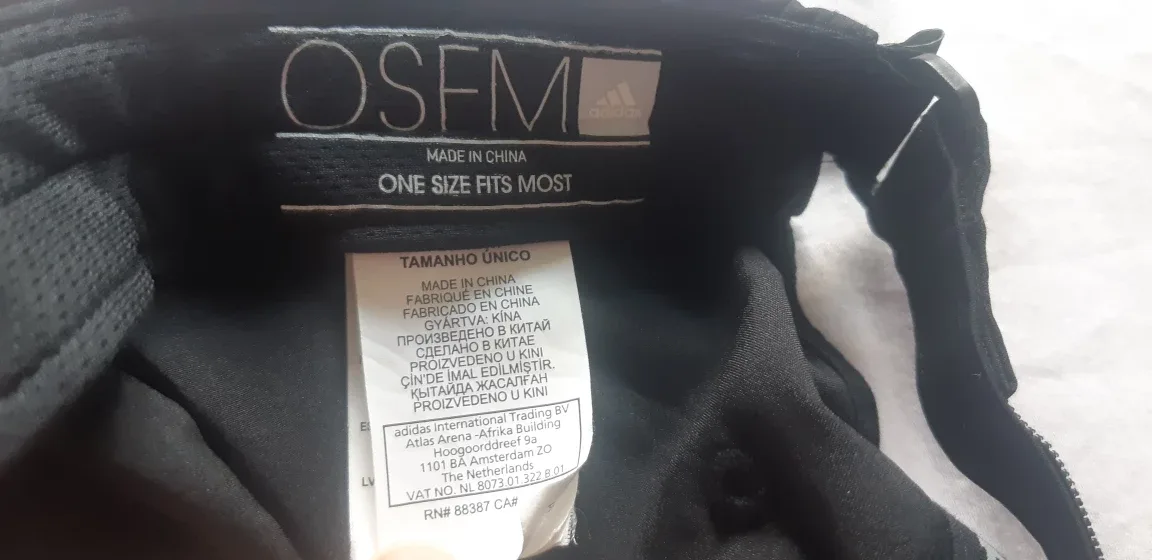 OSFM
adidas
MADE IN CHINA
ONE SIZE FITS MOST
TAMANHO ÚNICO
MADE IN CHINA
FABRIQUÉ EN CHINE
FABRICADO EN CHINA
GYÁRTVA: KÍNA
ПРОИЗВЕДЕНО В КИТАЙ
СДЕЛАНО В КИТАЕ
PROIZVEDENO U KINI
ÇİN'DE İMAL EDİLMİŞTİR.
ҚЫТАЙДА ЖАСАЛҒАН
PROIZVEDENO U KINI
adidas International Trading BV
Atlas Arena -Afrika Building
Hoogoorddreef 9a
1101 BA Amsterdam ZO
The Netherlands
VAT NO. NL 8073.01.322.B.01
RN# 88387 CA#
LV